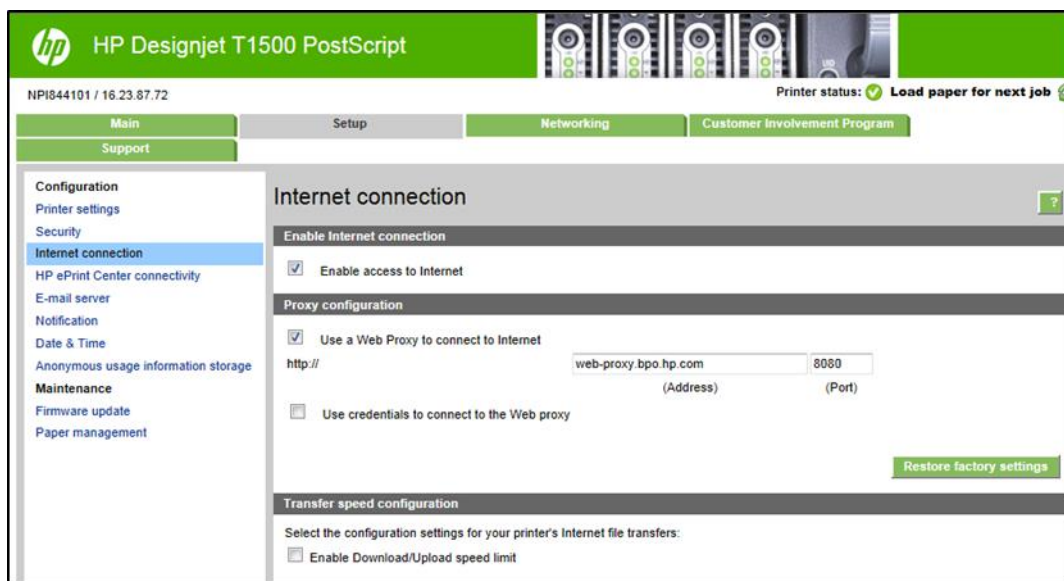 hp HP Designjet T1500 PostScript
NPI844101 / 16.23.87.72
Printer status: Load paper for next job
Main Setup Networking Customer Involvement Program
Support
Configuration
Printer settings
Security
Internet connection
HP ePrint Center connectivity
E-mail server
Notification
Date & Time
Anonymous usage information storage
Maintenance
Firmware update
Paper management
Internet connection
?
Enable Internet connection
Enable access to Internet
Proxy configuration
Use a Web Proxy to connect to Internet
http:// web-proxy.bpo.hp.com 8080
(Address) (Port)
Use credentials to connect to the Web proxy
Restore factory settings
Transfer speed configuration
Select the configuration settings for your printer's Internet file transfers:
Enable Download/Upload speed limit